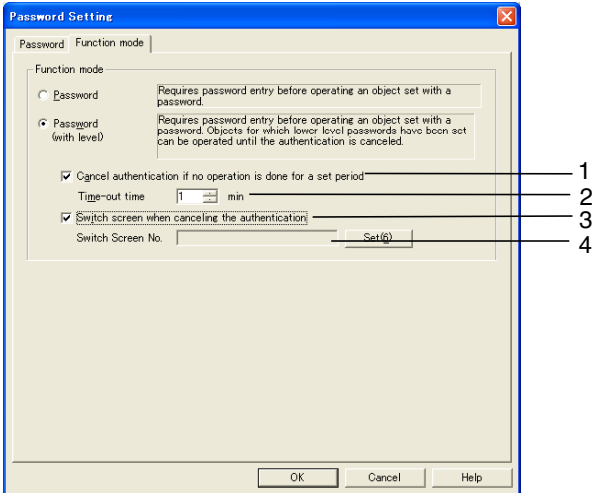 Password Setting
Password Function mode
Function mode
Password
Requires password entry before operating an object set with a
password.
Password
(with level)
Requires password entry before operating an object set with a
password. Objects for which lower level passwords have been set
can be operated until the authentication is canceled.
Cancel authentication if no operation is done for a set period 1
Time-out time 1 min 2
Switch screen when canceling the authentication 3
Switch Screen No. Set(6) 4
OK Cancel Help